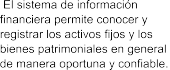 El sistema de información
financiera permite conocer y
registrar los activos fijos y los
bienes patrimoniales en general
de manera oportuna y confiable.